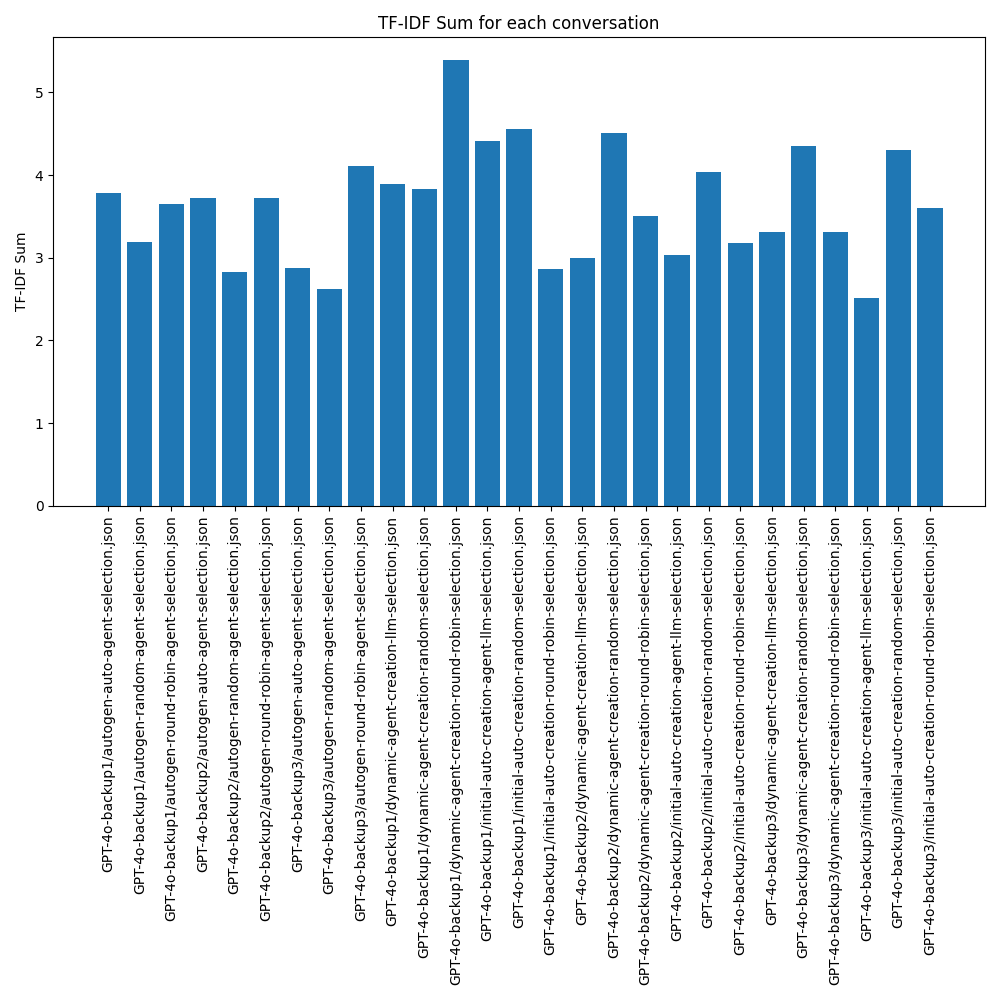 TF-IDF Sum for each conversation
TF-IDF Sum
5
4
3
2
1
0
GPT-4o-backup1/autogen-auto-agent-selection.json
GPT-4o-backup1/autogen-random-agent-selection.json
GPT-4o-backup1/autogen-round-robin-agent-selection.json
GPT-4o-backup2/autogen-auto-agent-selection.json
GPT-4o-backup2/autogen-random-agent-selection.json
GPT-4o-backup2/autogen-round-robin-agent-selection.json
GPT-4o-backup3/autogen-auto-agent-selection.json
GPT-4o-backup3/autogen-random-agent-selection.json
GPT-4o-backup3/autogen-round-robin-agent-selection.json
GPT-4o-backup1/dynamic-agent-creation-llm-selection.json
GPT-4o-backup1/dynamic-agent-creation-random-selection.json
GPT-4o-backup1/dynamic-agent-creation-round-robin-selection.json
GPT-4o-backup1/initial-auto-creation-agent-llm-selection.json
GPT-4o-backup1/initial-auto-creation-random-selection.json
GPT-4o-backup1/initial-auto-creation-round-robin-selection.json
GPT-4o-backup2/dynamic-agent-creation-llm-selection.json
GPT-4o-backup2/dynamic-agent-creation-random-selection.json
GPT-4o-backup2/dynamic-agent-creation-round-robin-selection.json
GPT-4o-backup2/initial-auto-creation-agent-llm-selection.json
GPT-4o-backup2/initial-auto-creation-random-selection.json
GPT-4o-backup2/initial-auto-creation-round-robin-selection.json
GPT-4o-backup3/dynamic-agent-creation-llm-selection.json
GPT-4o-backup3/dynamic-agent-creation-random-selection.json
GPT-4o-backup3/dynamic-agent-creation-round-robin-selection.json
GPT-4o-backup3/initial-auto-creation-agent-llm-selection.json
GPT-4o-backup3/initial-auto-creation-random-selection.json
GPT-4o-backup3/initial-auto-creation-round-robin-selection.json